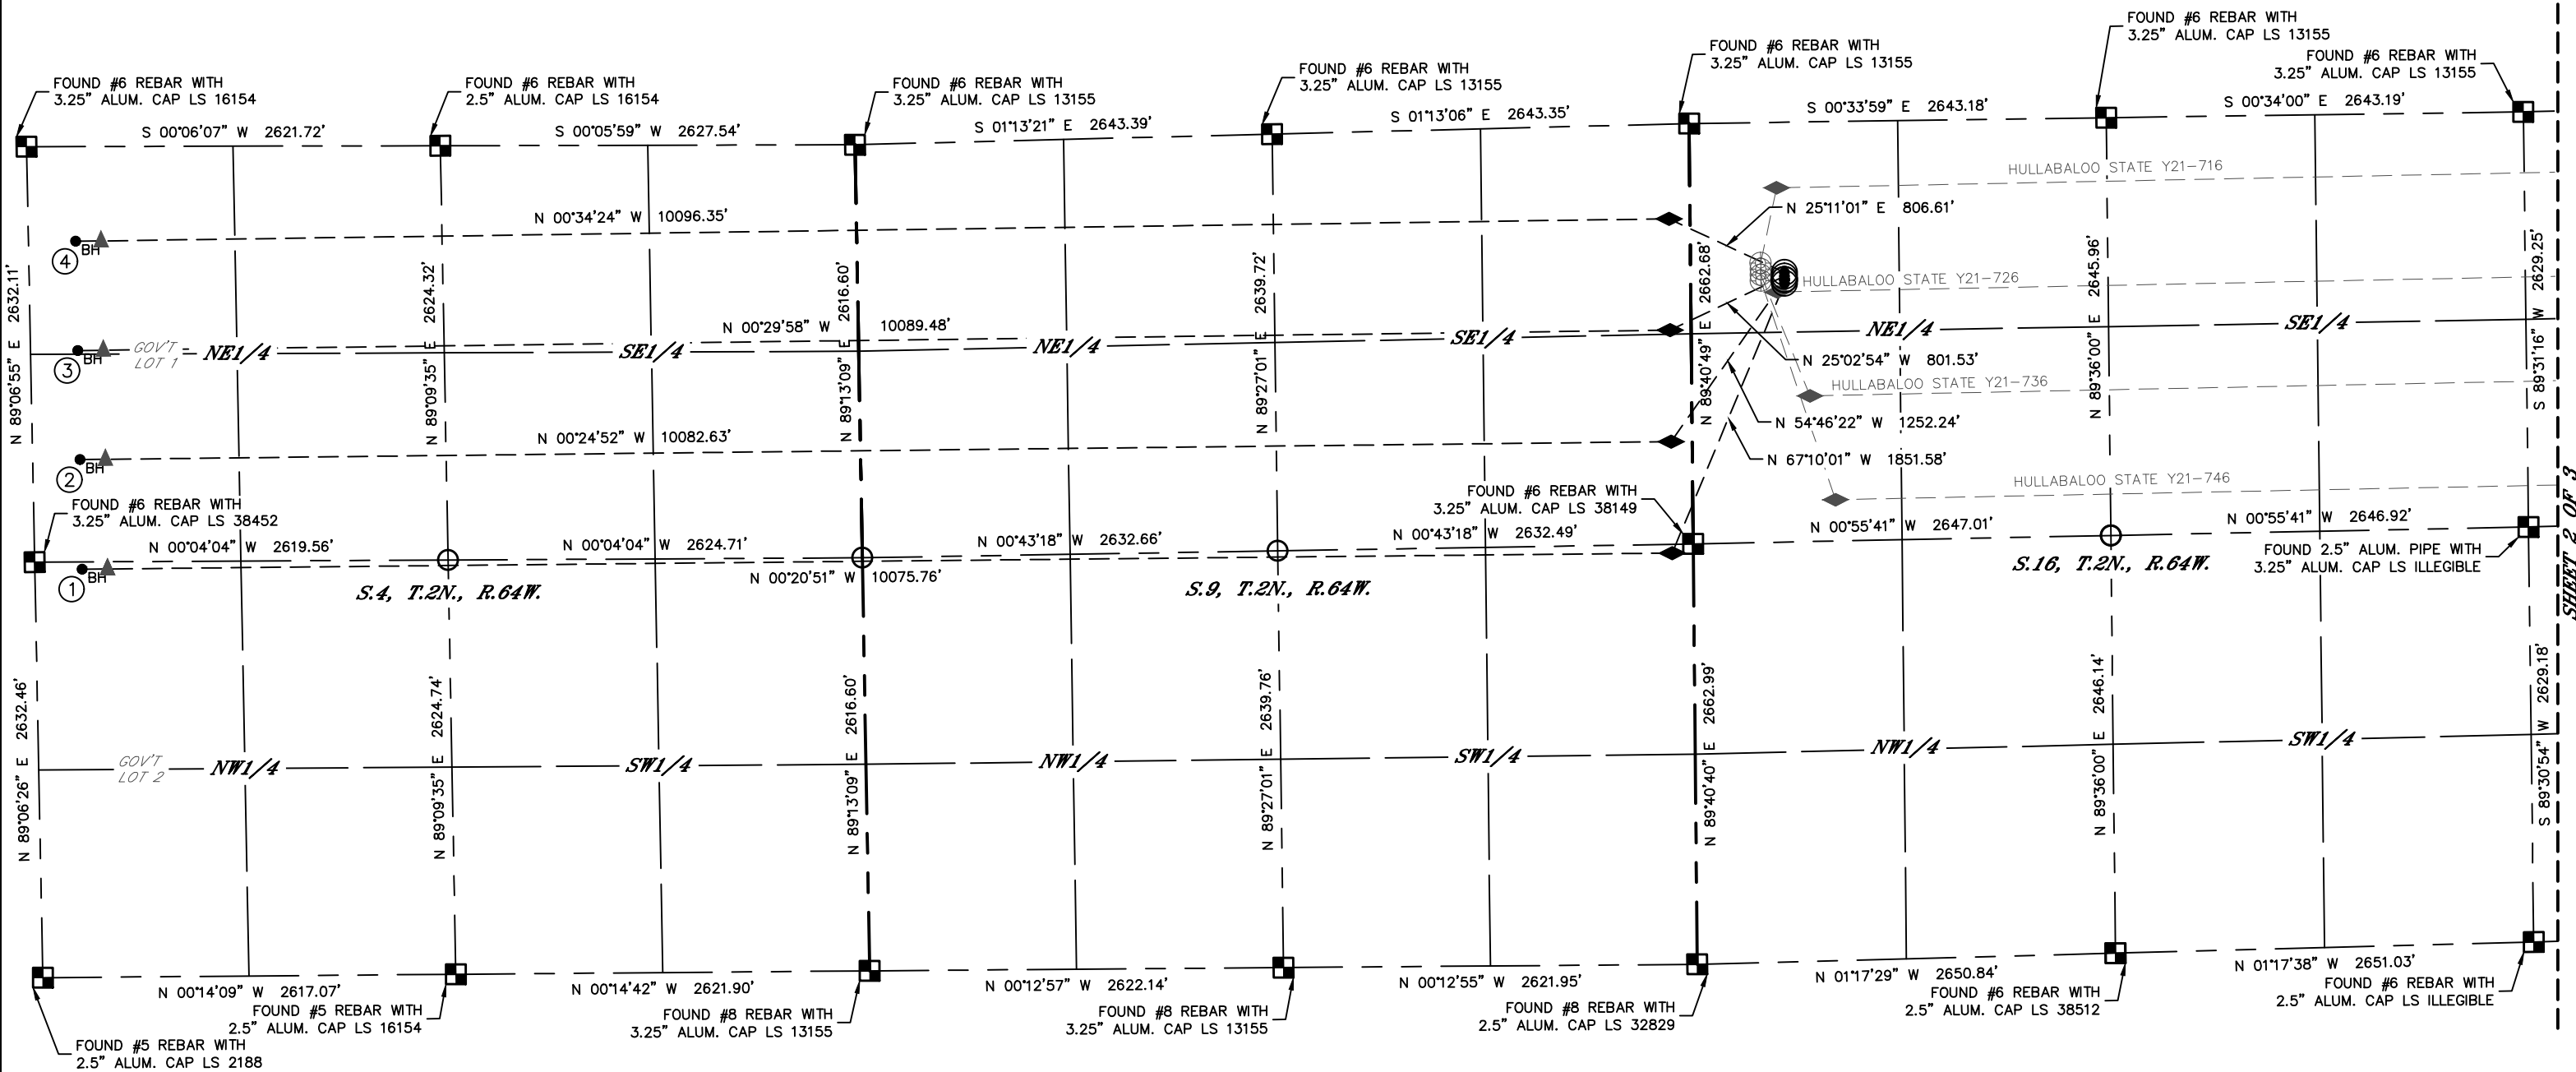 FOUND #6 REBAR WITH
3.25" ALUM. CAP LS 16154
FOUND #6 REBAR WITH
2.5" ALUM. CAP LS 16154
FOUND #6 REBAR WITH
3.25" ALUM. CAP LS 13155
FOUND #6 REBAR WITH
3.25" ALUM. CAP LS 13155
FOUND #6 REBAR WITH
3.25" ALUM. CAP LS 13155
FOUND #6 REBAR WITH
3.25" ALUM. CAP LS 13155
FOUND #6 REBAR WITH
3.25" ALUM. CAP LS 13155
S 00°06'07" W 2621.72'
S 00°05'59" W 2627.54'
S 01°13'21" E 2643.39'
S 01°13'06" E 2643.35'
S 00°33'59" E 2643.18'
S 00°34'00" E 2643.19'
HULLABALOO STATE Y21-716
N 00°34'24" W 10096.35'
N 25°11'01" E 806.61'
BH
4
N 89°06'55" E 2632.11'
N 89°09'35" E 2624.32'
N 89°13'09" E 2616.60'
N 89°27'01" E 2639.72'
N 89°40'49" E 2662.68'
N 89°36'00" E 2645.96'
S 89°31'16" W 2629.25'
HULLABALOO STATE Y21-726
N 00°29'58" W 10089.48'
BH
3
GOV'T
LOT 1
NE1/4
SE1/4
NE1/4
SE1/4
NE1/4
SE1/4
N 25°02'54" W 801.53'
HULLABALOO STATE Y21-736
N 54°46'22" W 1252.24'
N 00°24'52" W 10082.63'
BH
2
N 67°10'01" W 1851.58'
HULLABALOO STATE Y21-746
FOUND #6 REBAR WITH
3.25" ALUM. CAP LS 38452
FOUND #6 REBAR WITH
3.25" ALUM. CAP LS 38149
N 00°04'04" W 2619.56'
N 00°04'04" W 2624.71'
N 00°43'18" W 2632.66'
N 00°43'18" W 2632.49'
N 00°55'41" W 2647.01'
N 00°55'41" W 2646.92'
FOUND 2.5" ALUM. PIPE WITH
3.25" ALUM. CAP LS ILLEGIBLE
SHEET 2 OF 3
BH
1
N 00°20'51" W 10075.76'
S.4, T.2N., R.64W.
S.9, T.2N., R.64W.
S.16, T.2N., R.64W.
N 89°06'26" E 2632.46'
N 89°09'35" E 2624.74'
N 89°13'09" E 2616.60'
N 89°27'01" E 2639.76'
N 89°40'40" E 2662.99'
N 89°36'00" E 2646.14'
S 89°30'54" W 2629.18'
GOV'T
LOT 2
NW1/4
SW1/4
NW1/4
SW1/4
NW1/4
SW1/4
N 00°14'09" W 2617.07'
N 00°14'42" W 2621.90'
N 00°12'57" W 2622.14'
N 00°12'55" W 2621.95'
N 01°17'29" W 2650.84'
N 01°17'38" W 2651.03'
FOUND #5 REBAR WITH
2.5" ALUM. CAP LS 2188
FOUND #5 REBAR WITH
2.5" ALUM. CAP LS 16154
FOUND #8 REBAR WITH
3.25" ALUM. CAP LS 13155
FOUND #8 REBAR WITH
3.25" ALUM. CAP LS 13155
FOUND #8 REBAR WITH
2.5" ALUM. CAP LS 32829
FOUND #6 REBAR WITH
2.5" ALUM. CAP LS 38512
FOUND #6 REBAR WITH
2.5" ALUM. CAP LS ILLEGIBLE